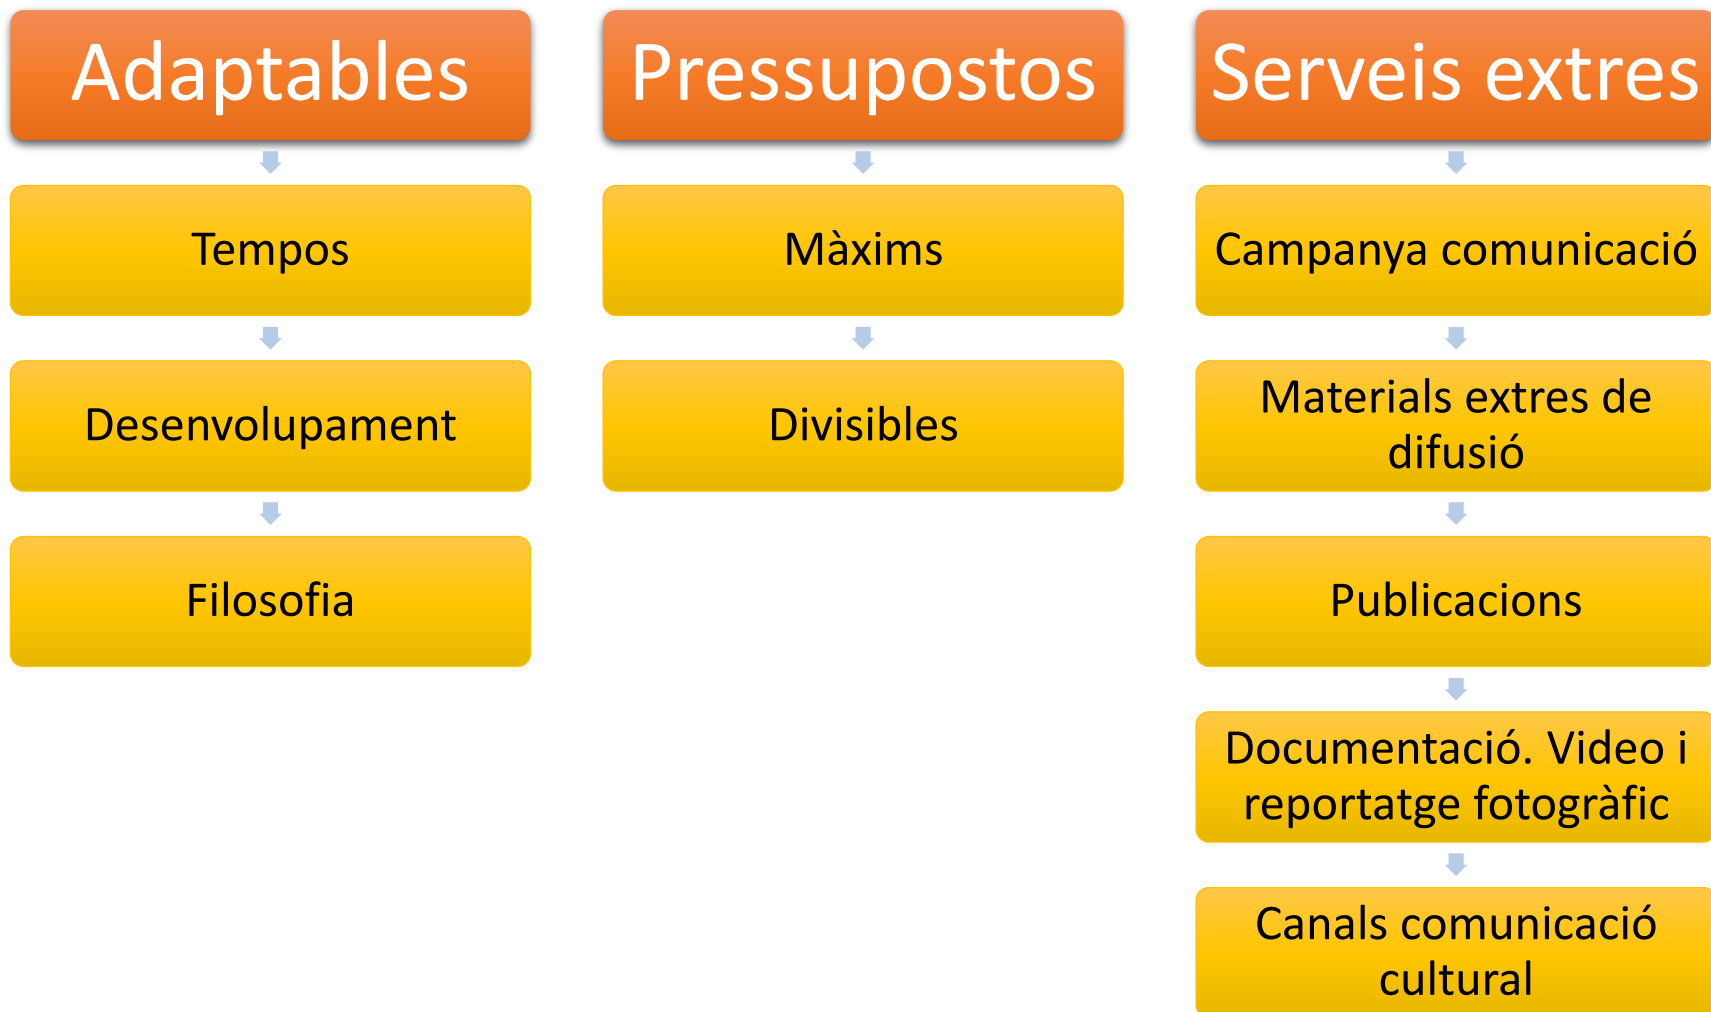 Adaptables
Tempos
Desenvolupament
Filosofia
Pressupostos
Màxims
Divisibles
Serveis extres
Campanya comunicació
Materials extres de
difusió
Publicacions
Documentació. Video i
reportatge fotogràfic
Canals comunicació
cultural